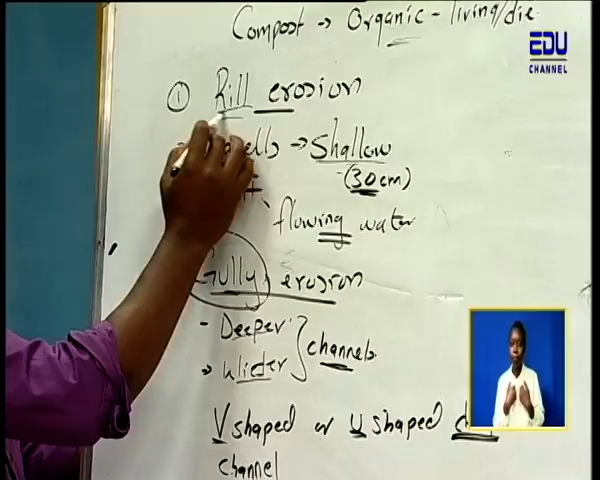 Compost → Organic - living/die
EDU
CHANNEL
① Rill erosion
→ Shallow
(30cm)
flowing water
Gully erosion
- Deeper
→ Wider } channels
V shaped or U shaped
channel